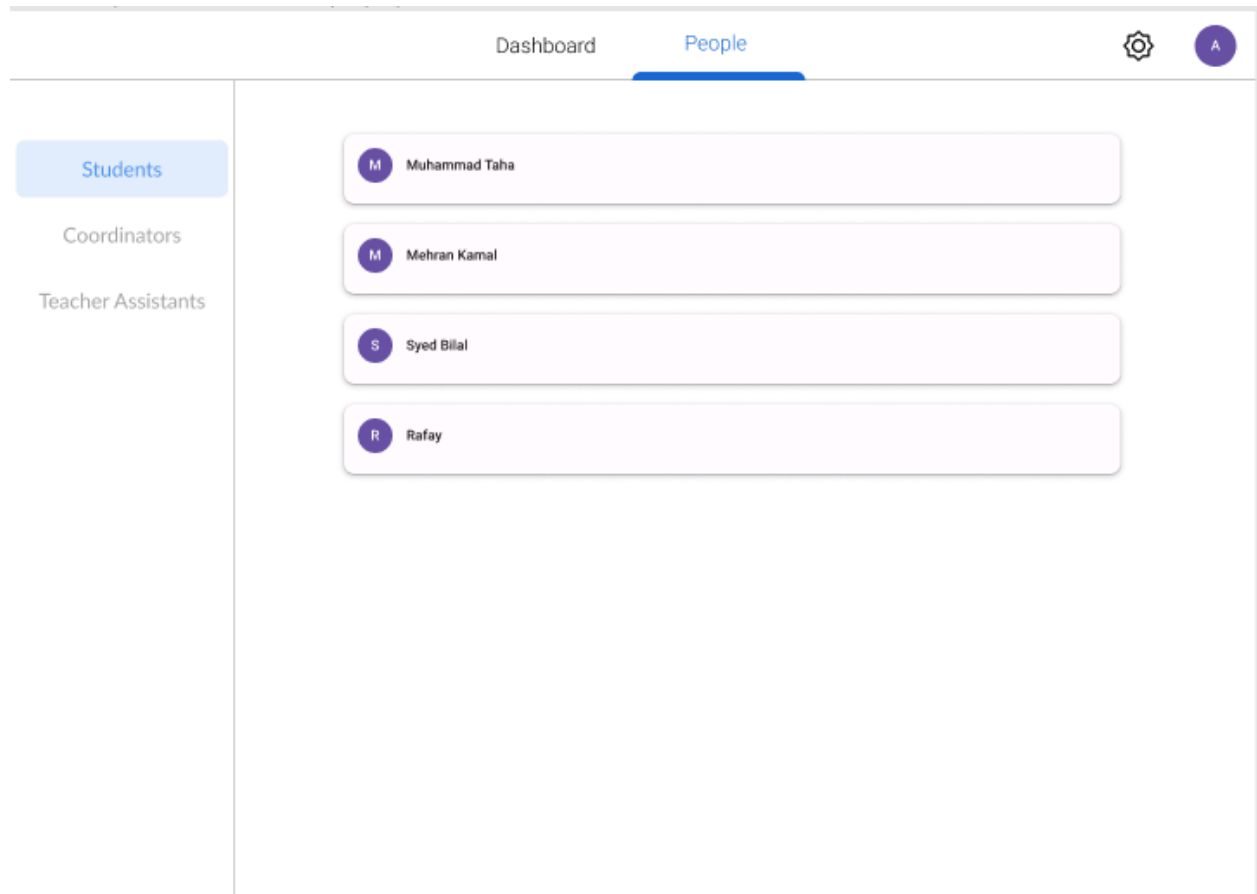 Dashboard People A
Students
Coordinators
Teacher Assistants
M Muhammad Taha
M Mehran Kamal
S Syed Bilal
R Rafay